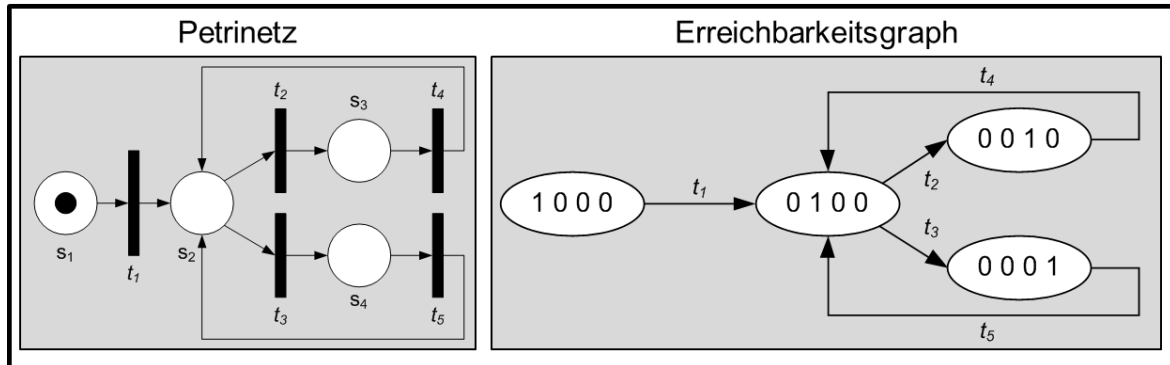 Petrinetz
Erreichbarkeitsgraph
t2
s3
t4
s1
t1
s2
t3
s4
t5
t4
0 0 1 0
1 0 0 0
t1
0 1 0 0
t2
t3
0 0 0 1
t5